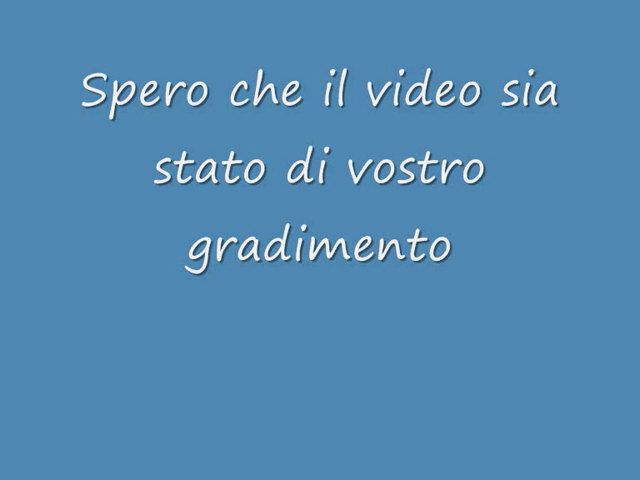 Spero che il video sia
stato di vostro
gradimento